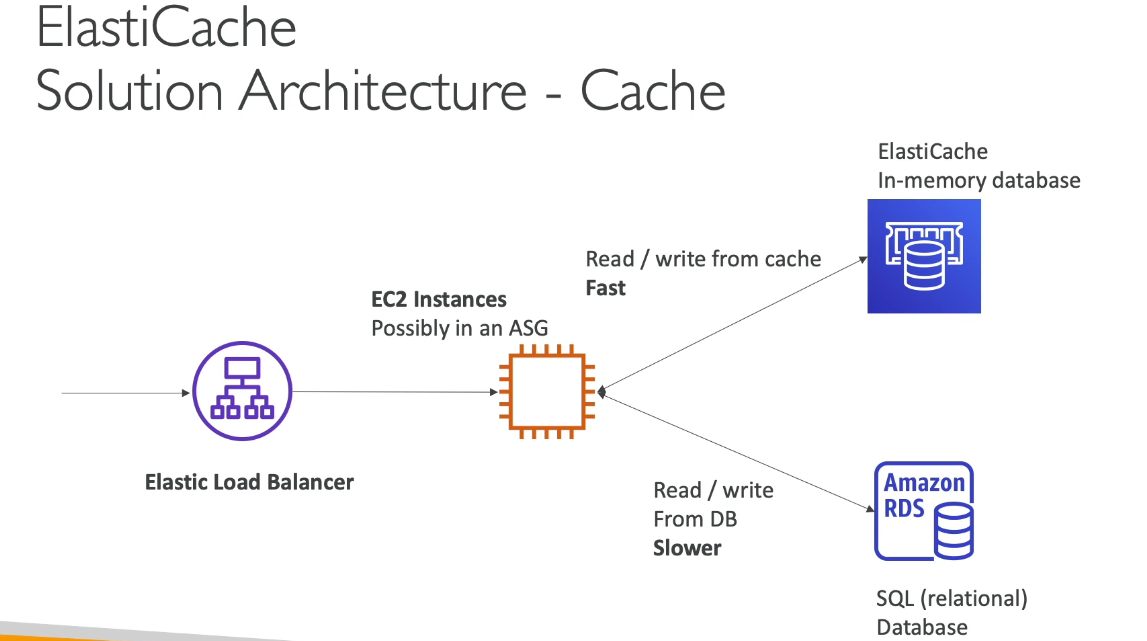 ElastiCache
Solution Architecture - Cache
ElastiCache
In-memory database
Read / write from cache
Fast
EC2 Instances
Possibly in an ASG
Elastic Load Balancer
Read / write
From DB
Slower
Amazon
RDS
SQL (relational)
Database